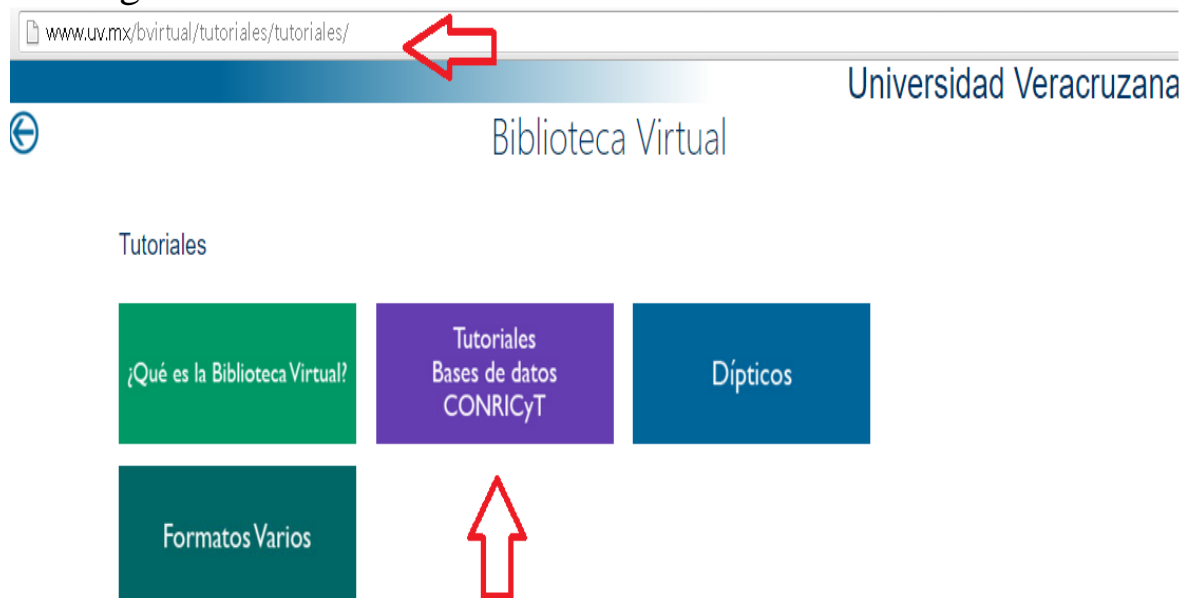 www.uv.mx/bvirtual/tutoriales/tutoriales/
Universidad Veracruzana
Biblioteca Virtual
Tutoriales
¿Qué es la Biblioteca Virtual?
Tutoriales
Bases de datos
CONRICyT
Dípticos
Formatos Varios